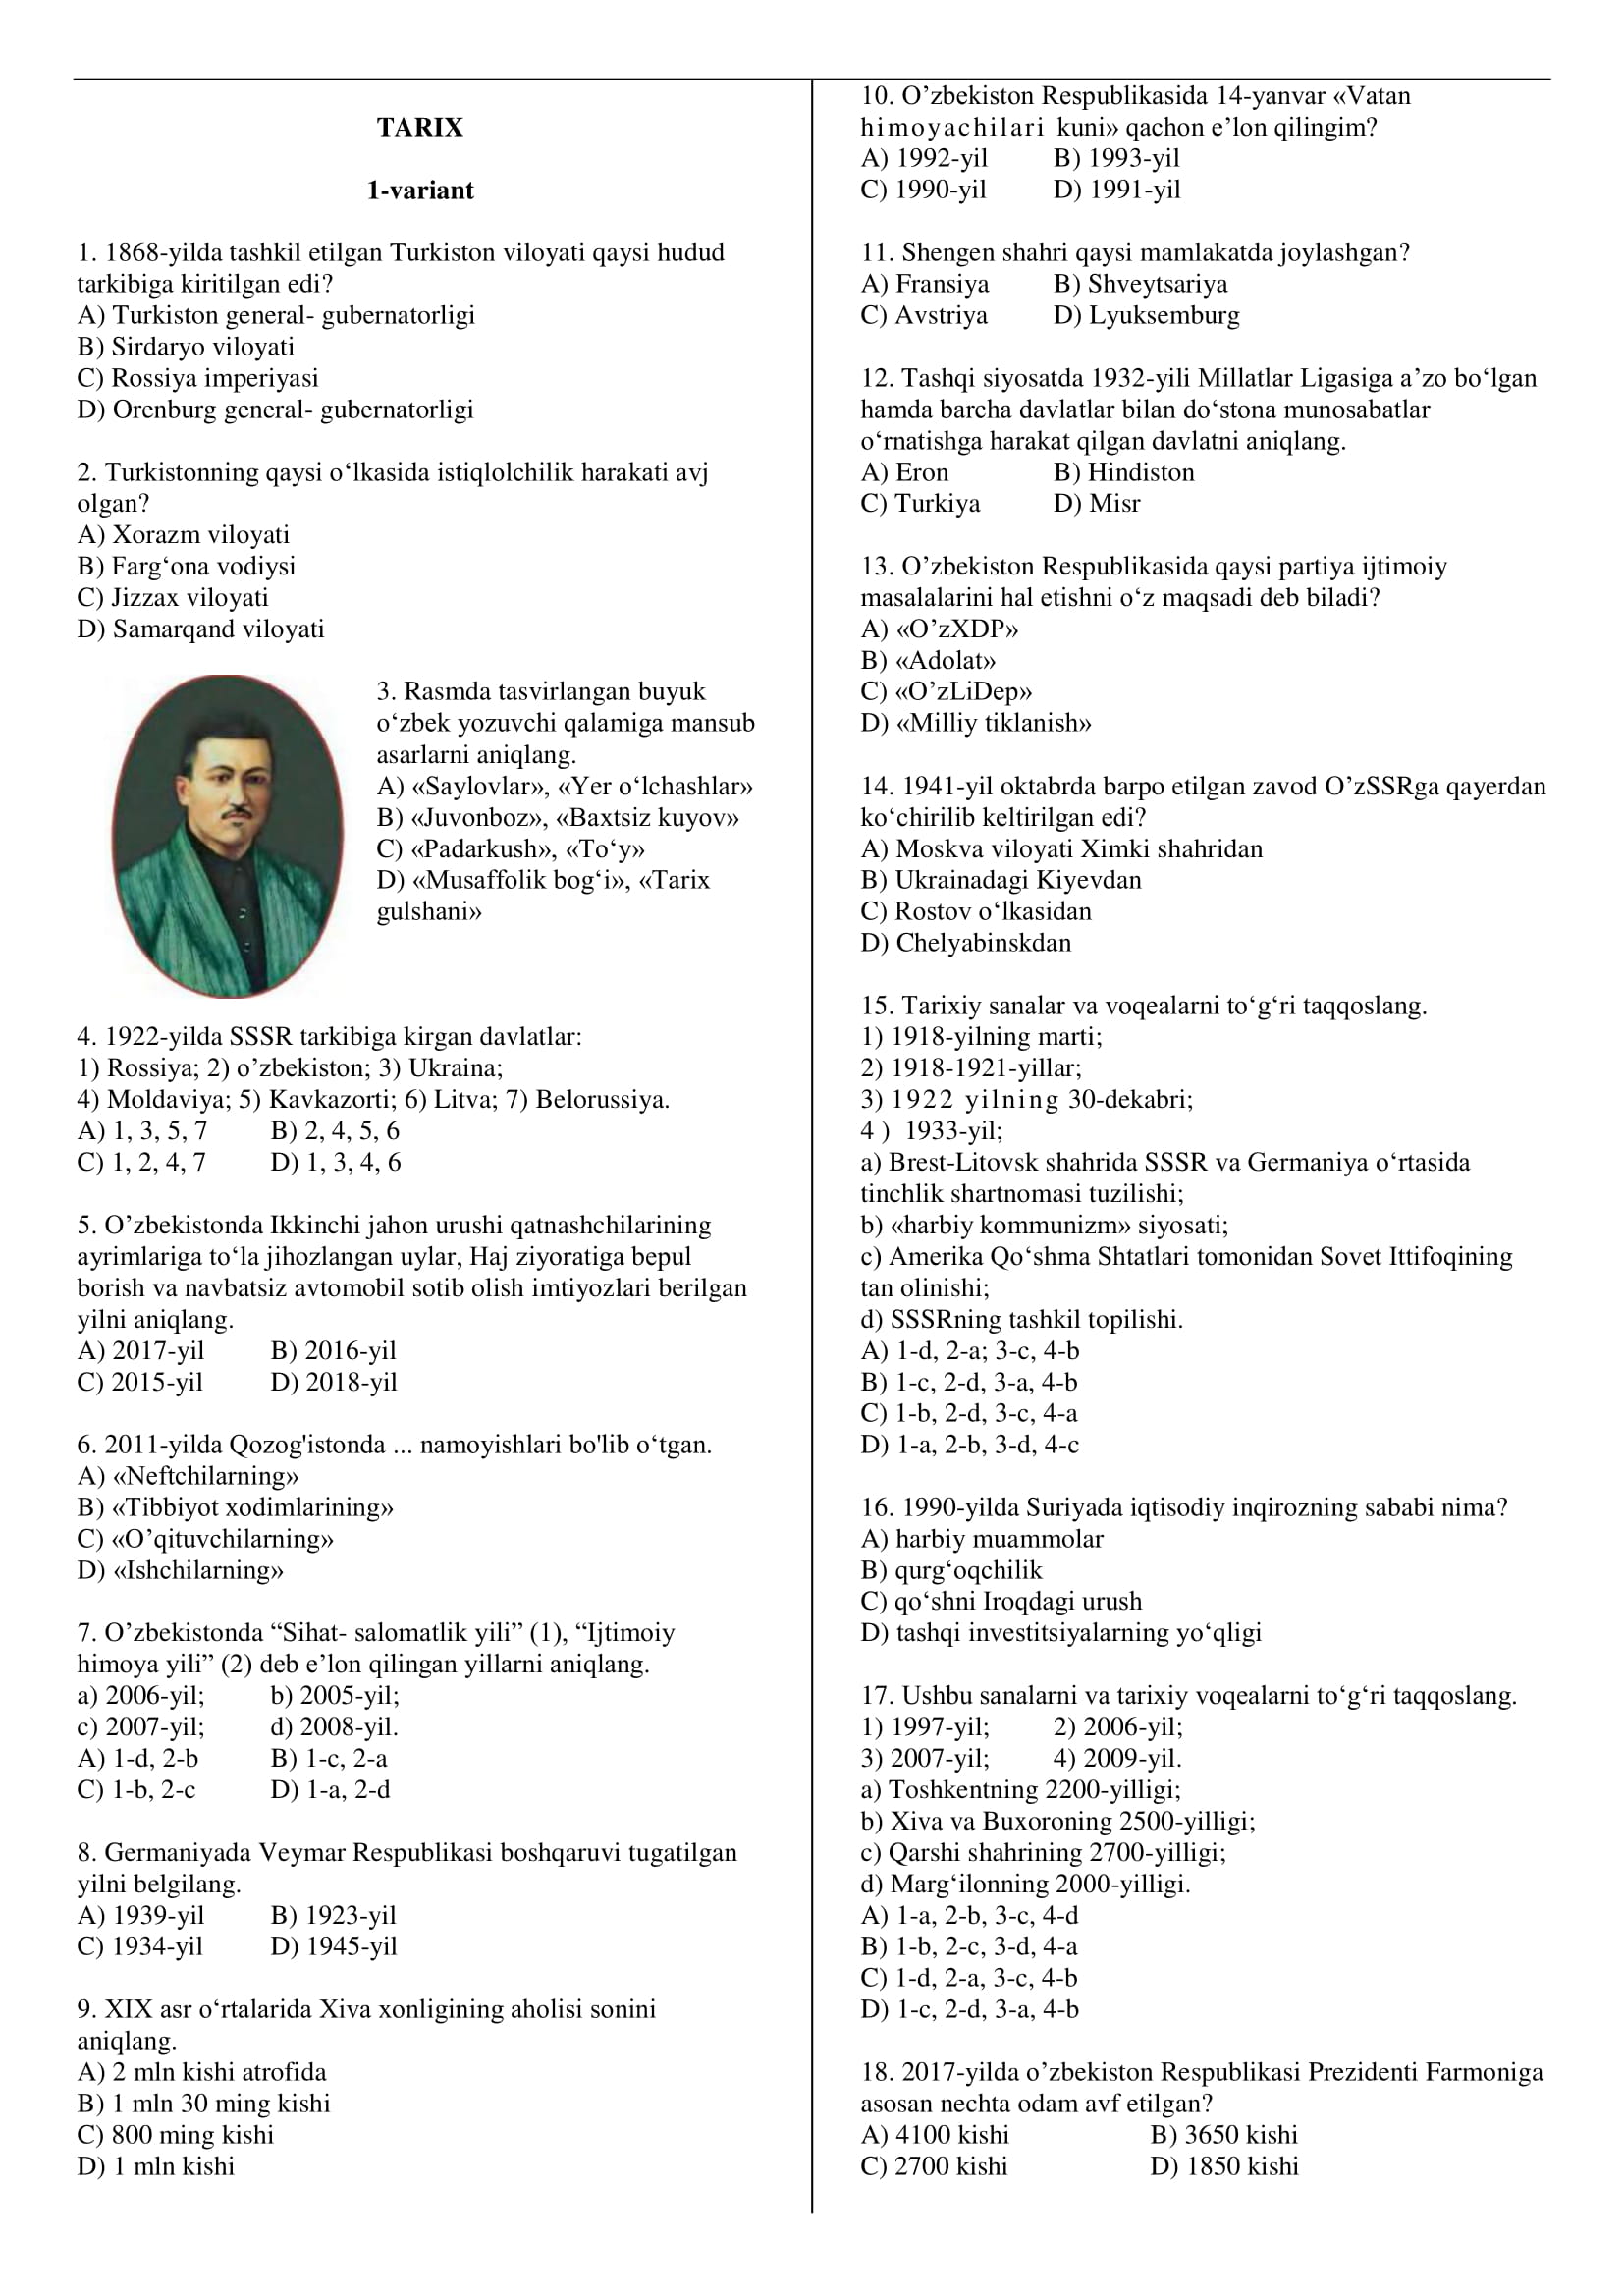 TARIX
1-variant
1. 1868-yilda tashkil etilgan Turkiston viloyati qaysi hudud
tarkibiga kiritilgan edi?
A) Turkiston general- gubernatorligi
B) Sirdaryo viloyati
C) Rossiya imperiyasi
D) Orenburg general- gubernatorligi
2. Turkistonning qaysi o‘lkasida istiqlolchilik harakati avj
olgan?
A) Xorazm viloyati
B) Farg‘ona vodiysi
C) Jizzax viloyati
D) Samarqand viloyati
3. Rasmda tasvirlangan buyuk
o‘zbek yozuvchi qalamiga mansub
asarlarni aniqlang.
A) «Saylovlar», «Yer o‘lchashlar»
B) «Juvonboz», «Baxtsiz kuyov»
C) «Padarkush», «To‘y»
D) «Musaffolik bog‘i», «Tarix
gulshani»
4. 1922-yilda SSSR tarkibiga kirgan davlatlar:
1) Rossiya; 2) o’zbekiston; 3) Ukraina;
4) Moldaviya; 5) Kavkazorti; 6) Litva; 7) Belorussiya.
A) 1, 3, 5, 7 B) 2, 4, 5, 6
C) 1, 2, 4, 7 D) 1, 3, 4, 6
5. O’zbekistonda Ikkinchi jahon urushi qatnashchilarining
ayrimlariga to‘la jihozlangan uylar, Haj ziyoratiga bepul
borish va navbatsiz avtomobil sotib olish imtiyozlari berilgan
yilni aniqlang.
A) 2017-yil B) 2016-yil
C) 2015-yil D) 2018-yil
6. 2011-yilda Qozog'istonda ... namoyishlari bo'lib o‘tgan.
A) «Neftchilarning»
B) «Tibbiyot xodimlarining»
C) «O’qituvchilarning»
D) «Ishchilarning»
7. O’zbekistonda “Sihat- salomatlik yili” (1), “Ijtimoiy
himoya yili” (2) deb e’lon qilingan yillarni aniqlang.
a) 2006-yil; b) 2005-yil;
c) 2007-yil; d) 2008-yil.
A) 1-d, 2-b B) 1-c, 2-a
C) 1-b, 2-c D) 1-a, 2-d
8. Germaniyada Veymar Respublikasi boshqaruvi tugatilgan
yilni belgilang.
A) 1939-yil B) 1923-yil
C) 1934-yil D) 1945-yil
9. XIX asr o‘rtalarida Xiva xonligining aholisi sonini
aniqlang.
A) 2 mln kishi atrofida
B) 1 mln 30 ming kishi
C) 800 ming kishi
D) 1 mln kishi
10. O’zbekiston Respublikasida 14-yanvar «Vatan
himoyachilari kuni» qachon e’lon qilingim?
A) 1992-yil B) 1993-yil
C) 1990-yil D) 1991-yil
11. Shengen shahri qaysi mamlakatda joylashgan?
A) Fransiya B) Shveytsariya
C) Avstriya D) Lyuksemburg
12. Tashqi siyosatda 1932-yili Millatlar Ligasiga a’zo bo‘lgan
hamda barcha davlatlar bilan do‘stona munosabatlar
o‘rnatishga harakat qilgan davlatni aniqlang.
A) Eron B) Hindiston
C) Turkiya D) Misr
13. O’zbekiston Respublikasida qaysi partiya ijtimoiy
masalalarini hal etishni o‘z maqsadi deb biladi?
A) «O’zXDP»
B) «Adolat»
C) «O’zLiDep»
D) «Milliy tiklanish»
14. 1941-yil oktabrda barpo etilgan zavod O’zSSRga qayerdan
ko‘chirilib keltirilgan edi?
A) Moskva viloyati Ximki shahridan
B) Ukrainadagi Kiyevdan
C) Rostov o‘lkasidan
D) Chelyabinskdan
15. Tarixiy sanalar va voqealarni to‘g‘ri taqqoslang.
1) 1918-yilning marti;
2) 1918-1921-yillar;
3) 1922 yilning 30-dekabri;
4 ) 1933-yil;
a) Brest-Litovsk shahrida SSSR va Germaniya o‘rtasida
tinchlik shartnomasi tuzilishi;
b) «harbiy kommunizm» siyosati;
c) Amerika Qo‘shma Shtatlari tomonidan Sovet Ittifoqining
tan olinishi;
d) SSSRning tashkil topilishi.
A) 1-d, 2-a; 3-c, 4-b
B) 1-c, 2-d, 3-a, 4-b
C) 1-b, 2-d, 3-c, 4-a
D) 1-a, 2-b, 3-d, 4-c
16. 1990-yilda Suriyada iqtisodiy inqirozning sababi nima?
A) harbiy muammolar
B) qurg‘oqchilik
C) qo‘shni Iroqdagi urush
D) tashqi investitsiyalarning yo‘qligi
17. Ushbu sanalarni va tarixiy voqealarni to‘g‘ri taqqoslang.
1) 1997-yil; 2) 2006-yil;
3) 2007-yil; 4) 2009-yil.
a) Toshkentning 2200-yilligi;
b) Xiva va Buxoroning 2500-yilligi;
c) Qarshi shahrining 2700-yilligi;
d) Marg‘ilonning 2000-yilligi.
A) 1-a, 2-b, 3-c, 4-d
B) 1-b, 2-c, 3-d, 4-a
C) 1-d, 2-a, 3-c, 4-b
D) 1-c, 2-d, 3-a, 4-b
18. 2017-yilda o’zbekiston Respublikasi Prezidenti Farmoniga
asosan nechta odam avf etilgan?
A) 4100 kishi B) 3650 kishi
C) 2700 kishi D) 1850 kishi